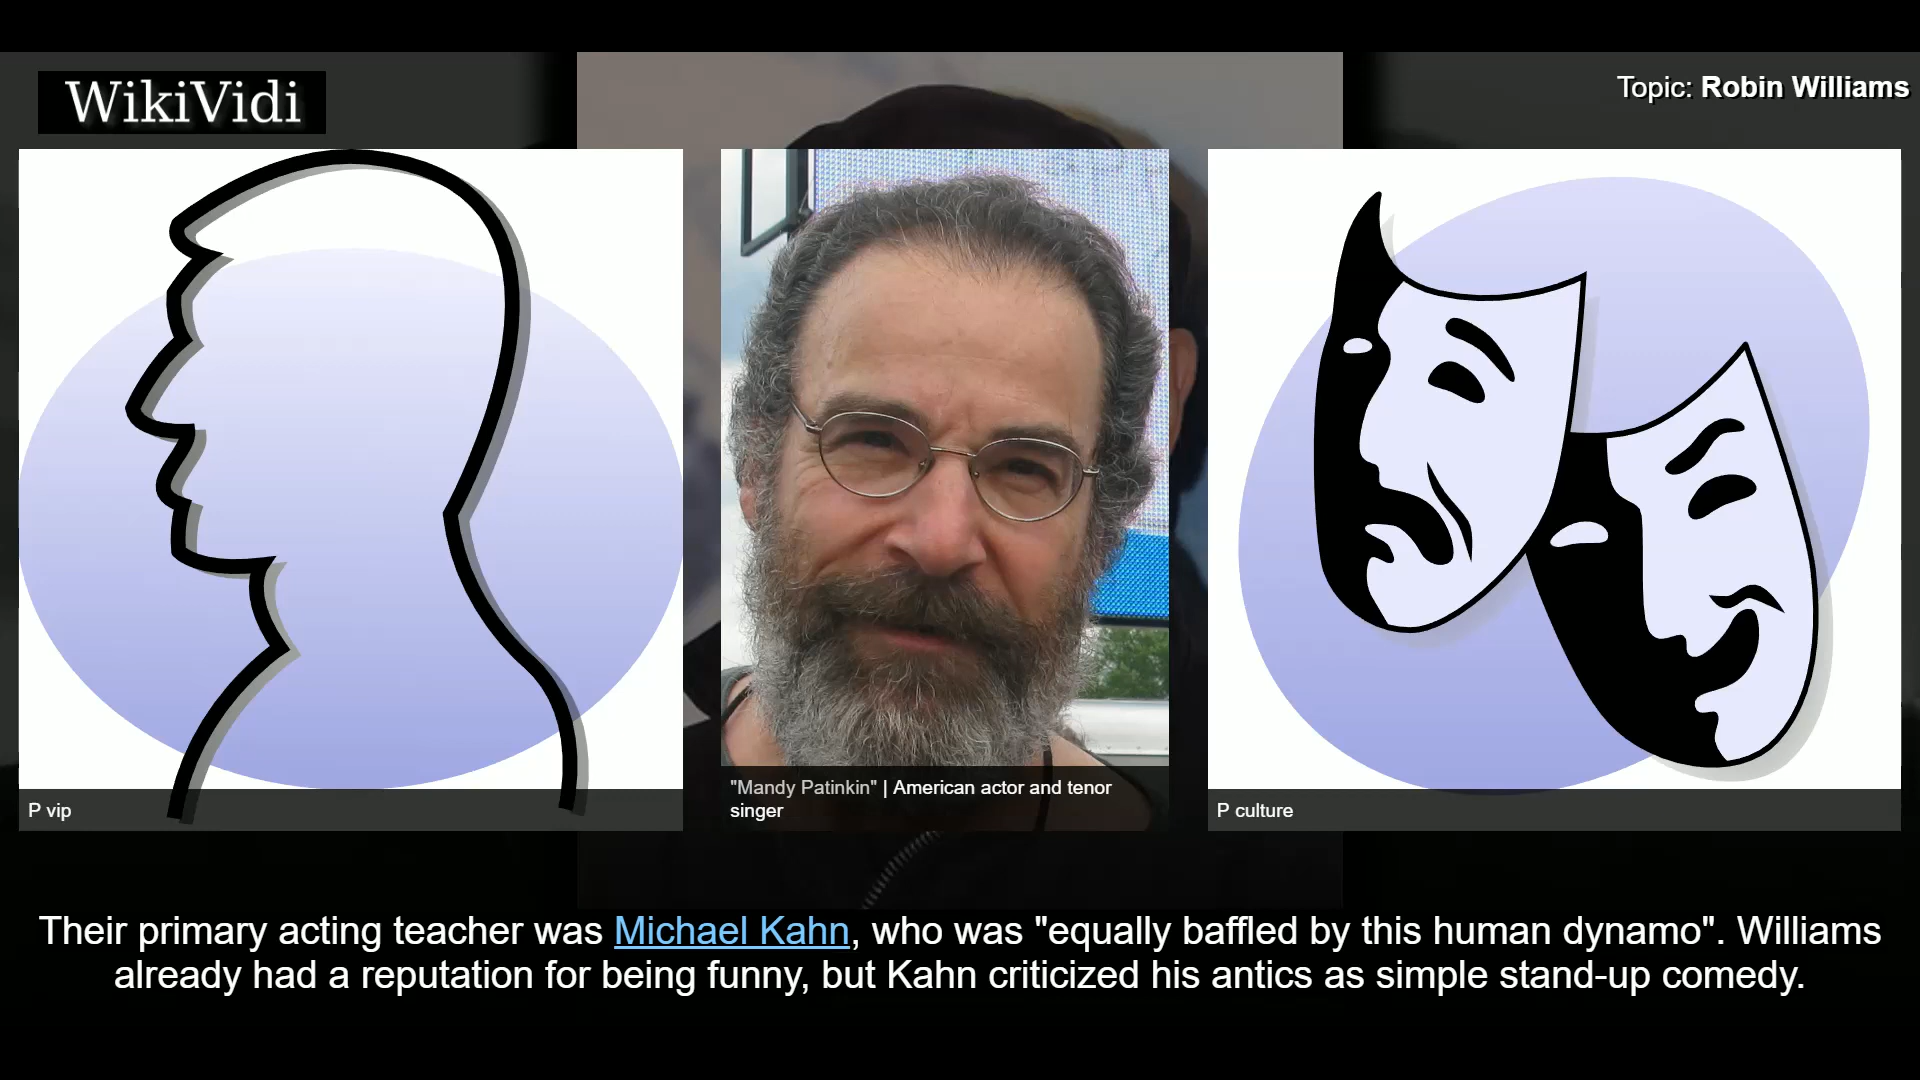 WikiVidi
Topic: Robin Williams
P vip
"Mandy Patinkin" | American actor and tenor
singer
P culture
Their primary acting teacher was Michael Kahn, who was "equally baffled by this human dynamo". Williams
already had a reputation for being funny, but Kahn criticized his antics as simple stand-up comedy.